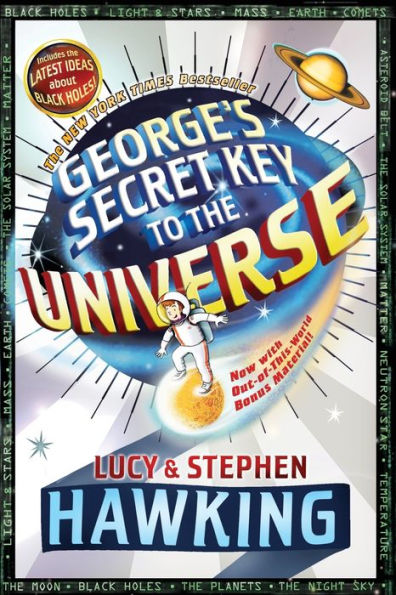 BLACK HOLES • LIGHT & STARS • MASS • EARTH • COMETS
Includes the
LATEST IDEAS
about
BLACK HOLES!
The NEW YORK TIMES Bestseller
GEORGE'S
SECRET KEY
TO THE
UNIVERSE
Now with
Out-of-This-World
Bonus Material!
LUCY & STEPHEN
HAWKING
LIGHT & STARS • MASS • EARTH • COMETS • THE SOLAR SYSTEM • MATTER
ASTEROID BELT • THE SOLAR SYSTEM • MATTER • NEUTRON STAR • TEMPERATURE
THE MOON • BLACK HOLES • THE PLANETS • THE NIGHT SKY •